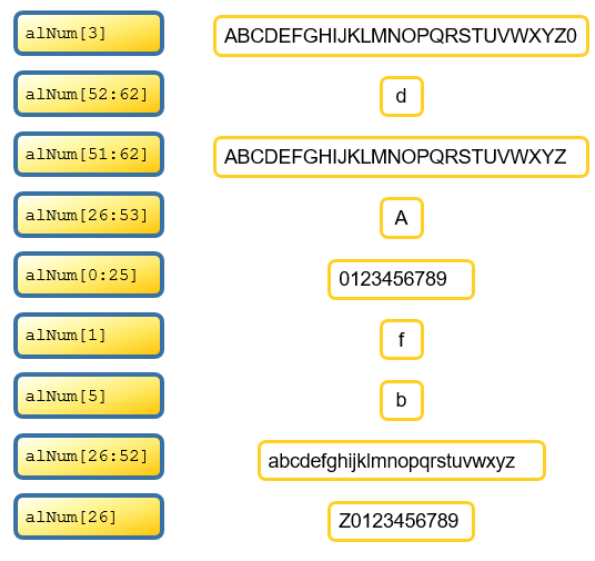 alNum[3] ABCDEFGHIJKLMNOPQRSTUVWXYZ0
alNum[52:62] d
alNum[51:62] ABCDEFGHIJKLMNOPQRSTUVWXYZ
alNum[26:53] A
alNum[0:25] 0123456789
alNum[1] f
alNum[5] b
alNum[26:52] abcdefghijklmnopqrstuvwxyz
alNum[26] Z0123456789